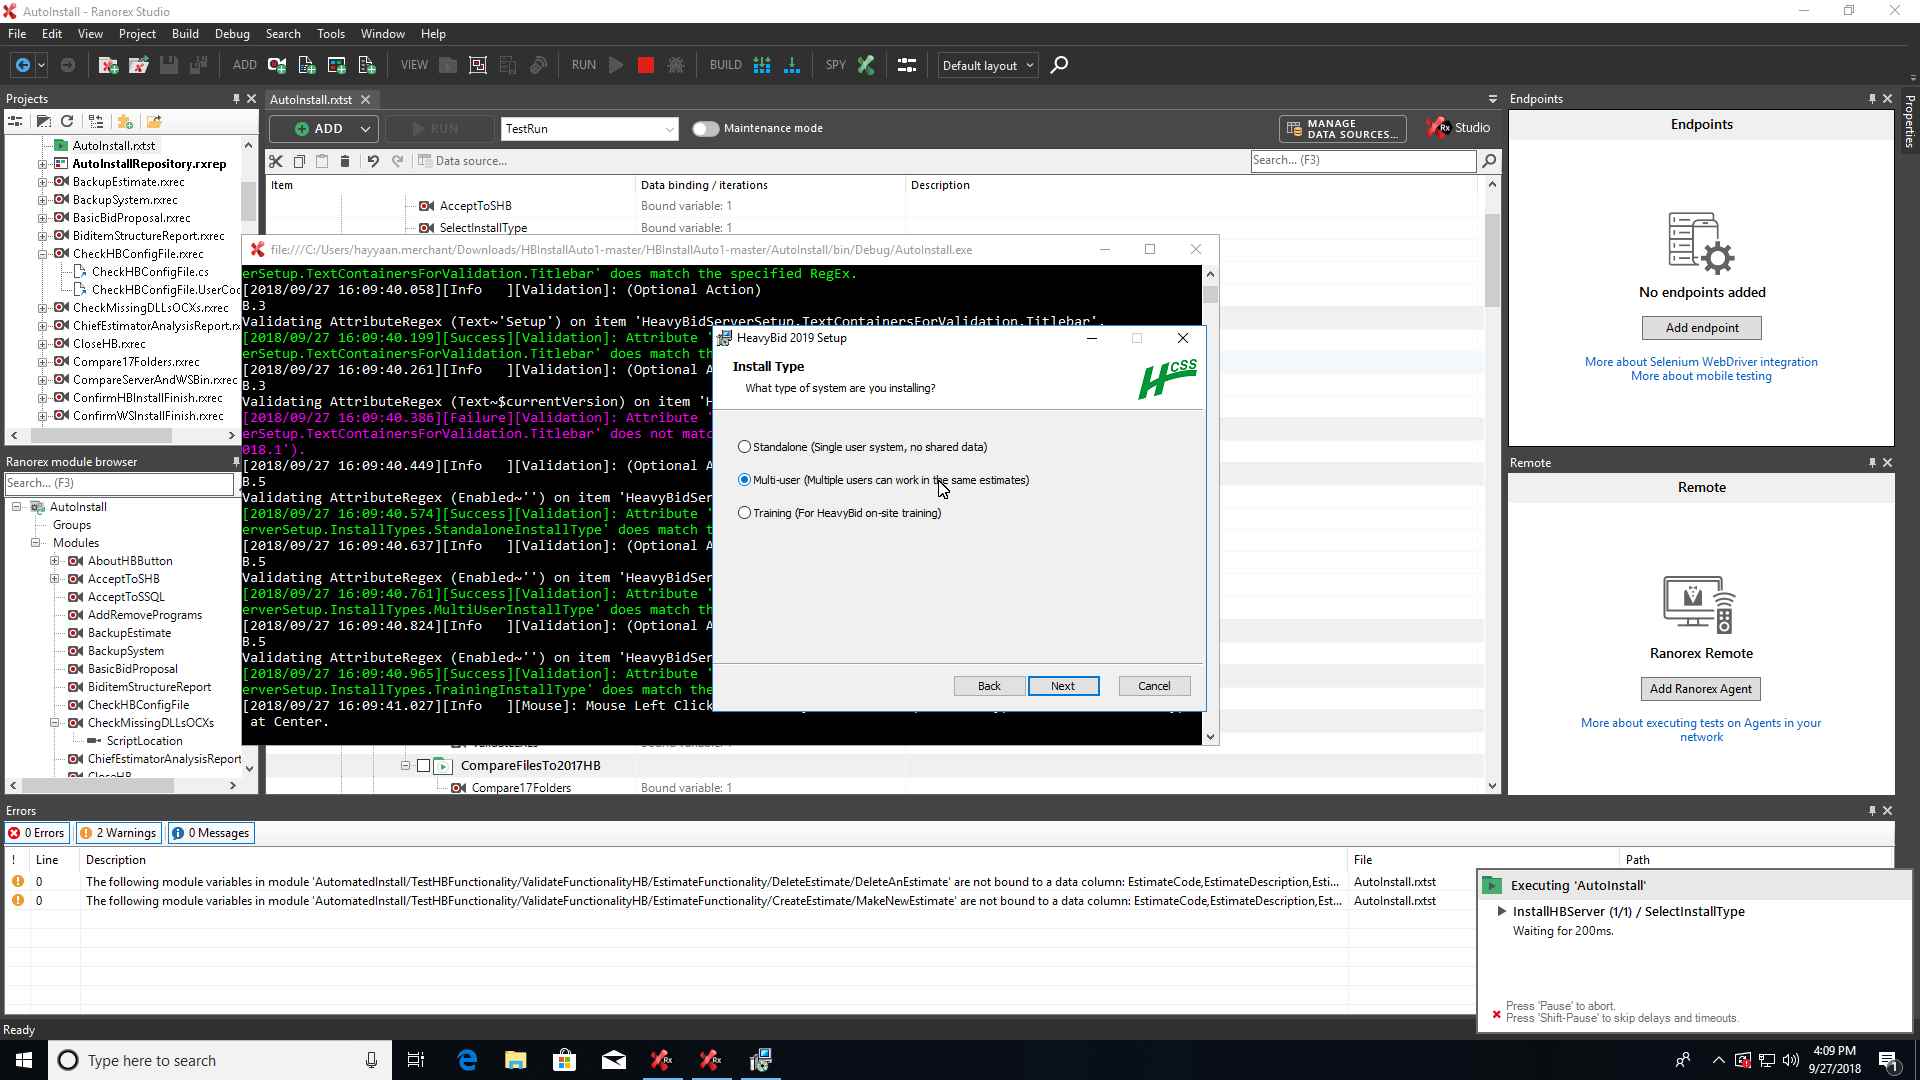 AutoInstall - Ranorex Studio
File Edit View Project Build Debug Search Tools Window Help
ADD VIEW RUN BUILD SPY Default layout
Projects
AutoInstall.rxtst
AutoInstallRepository.rxrep
BackupEstimate.rxrec
BackupSystem.rxrec
BasicBidProposal.rxrec
BiditemStructureReport.rxrec
CheckHBConfigFile.rxrec
CheckHBConfigFile.cs
CheckHBConfigFile.UserCod
CheckMissingDLLsOCXs.rxrec
ChiefEstimatorAnalysisReport.rx
CloseHB.rxrec
Compare17Folders.rxrec
CompareServerAndWSBin.rxrec
ConfirmHBInstallFinish.rxrec
ConfirmWSInstallFinish.rxrec
Ranorex module browser
Search... (F3)
AutoInstall
Groups
Modules
AboutHBButton
AcceptToSHB
AcceptToSSQL
AddRemovePrograms
BackupEstimate
BackupSystem
BasicBidProposal
BiditemStructureReport
CheckHBConfigFile
CheckMissingDLLsOCXs
ScriptLocation
ChiefEstimatorAnalysisReport
CloseHB
AutoInstall.rxtst
ADD RUN TestRun Maintenance mode MANAGE DATA SOURCES... Rx Studio
Data source... Search... (F3)
Item Data binding / iterations Description
AcceptToSHB Bound variable: 1
SelectInstallType Bound variable: 1
file:///C:/Users/hayyaan.merchant/Downloads/HBInstallAuto1-master/HBInstallAuto1-master/AutoInstall/bin/Debug/AutoInstall.exe
erSetup.TextContainersForValidation.Titlebar' does match the specified RegEx.
[2018/09/27 16:09:40.058][Info   ][Validation]: (Optional Action)
B.3
Validating AttributeRegex (Text~'Setup') on item 'HeavyBidServerSetup.TextContainersForValidation.Titlebar'.
[2018/09/27 16:09:40.199][Success][Validation]: Attribute '
erSetup.TextContainersForValidation.Titlebar' does match th
[2018/09/27 16:09:40.261][Info   ][Validation]: (Optional A
B.3
Validating AttributeRegex (Text~$currentVersion) on item 'H
[2018/09/27 16:09:40.386][Failure][Validation]: Attribute '
erSetup.TextContainersForValidation.Titlebar' does not matc
018.1').
[2018/09/27 16:09:40.449][Info   ][Validation]: (Optional A
B.5
Validating AttributeRegex (Enabled~'') on item 'HeavyBidSer
[2018/09/27 16:09:40.574][Success][Validation]: Attribute '
erverSetup.InstallTypes.StandaloneInstallType' does match t
[2018/09/27 16:09:40.637][Info   ][Validation]: (Optional A
B.5
Validating AttributeRegex (Enabled~'') on item 'HeavyBidSer
[2018/09/27 16:09:40.761][Success][Validation]: Attribute '
erverSetup.InstallTypes.MultiUserInstallType' does match th
[2018/09/27 16:09:40.824][Info   ][Validation]: (Optional A
B.5
Validating AttributeRegex (Enabled~'') on item 'HeavyBidSer
[2018/09/27 16:09:40.965][Success][Validation]: Attribute '
erverSetup.InstallTypes.TrainingInstallType' does match the
[2018/09/27 16:09:41.027][Info   ][Mouse]: Mouse Left Click
at Center.
HeavyBid 2019 Setup
Install Type
What type of system are you installing?
HCSS
Standalone (Single user system, no shared data)
Multi-user (Multiple users can work in the same estimates)
Training (For HeavyBid on-site training)
Back Next Cancel
CompareFilesTo2017HB
Compare17Folders Bound variable: 1
Endpoints
Endpoints
No endpoints added
Add endpoint
More about Selenium WebDriver integration
More about mobile testing
Properties
Remote
Remote
Ranorex Remote
Add Ranorex Agent
More about executing tests on Agents in your
network
Errors
0 Errors 2 Warnings 0 Messages
! Line Description File Path
0 The following module variables in module 'AutomatedInstall/TestHBFunctionality/ValidateFunctionalityHB/EstimateFunctionality/DeleteEstimate/DeleteAnEstimate' are not bound to a data column: EstimateCode,EstimateDescription,Esti... AutoInstall.rxtst
0 The following module variables in module 'AutomatedInstall/TestHBFunctionality/ValidateFunctionalityHB/EstimateFunctionality/CreateEstimate/MakeNewEstimate' are not bound to a data column: EstimateCode,EstimateDescription,Est... AutoInstall.rxtst
Executing 'AutoInstall'
InstallHBServer (1/1) / SelectInstallType
Waiting for 200ms.
Press 'Pause' to abort.
Press 'Shift-Pause' to skip delays and timeouts.
Ready
Type here to search
4:09 PM
9/27/2018
1